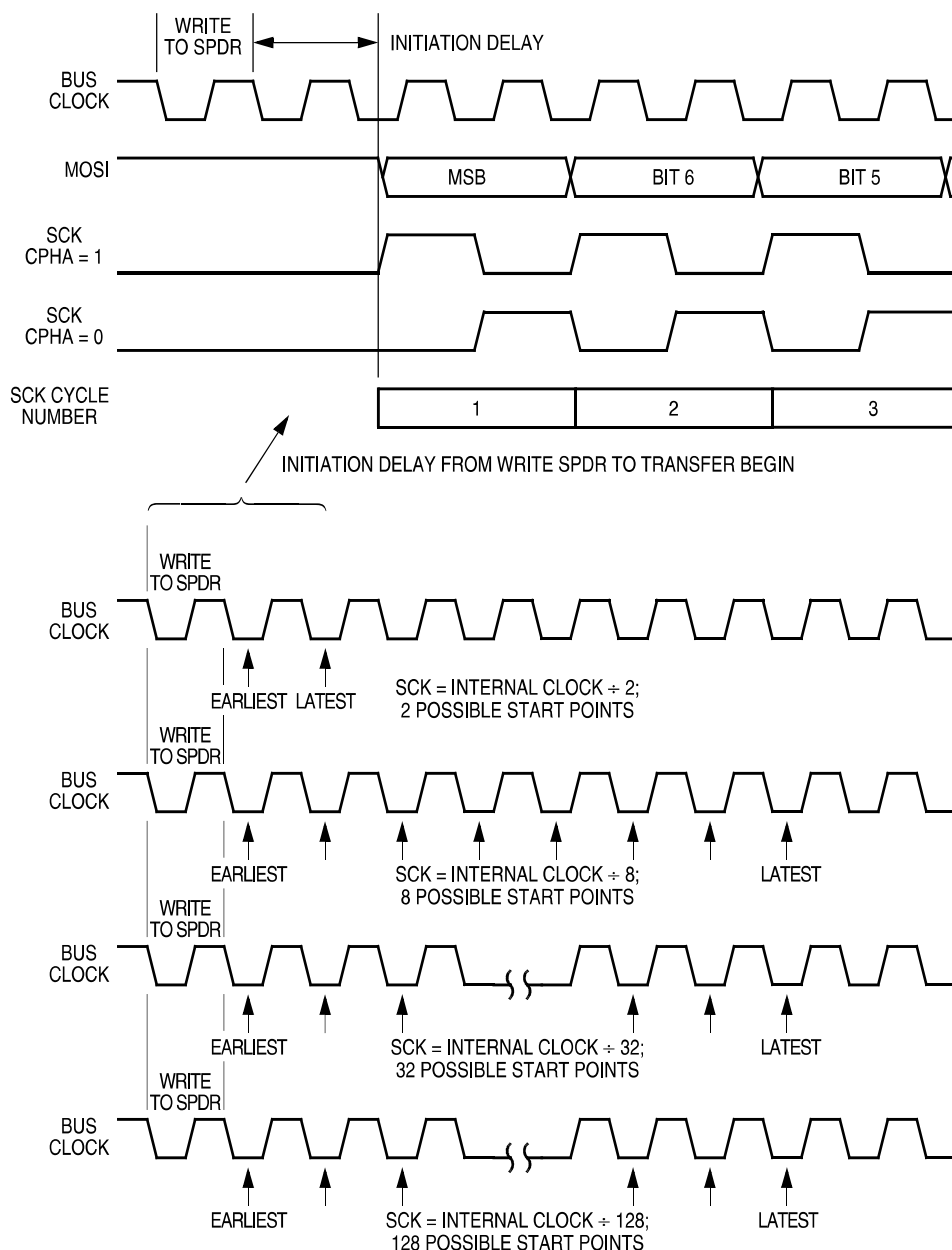 WRITE
TO SPDR
INITIATION DELAY
BUS
CLOCK
MOSI
MSB
BIT 6
BIT 5
SCK
CPHA = 1
SCK
CPHA = 0
SCK CYCLE
NUMBER
1
2
3
INITIATION DELAY FROM WRITE SPDR TO TRANSFER BEGIN
WRITE
TO SPDR
BUS
CLOCK
EARLIEST
LATEST
SCK = INTERNAL CLOCK ÷ 2;
2 POSSIBLE START POINTS
WRITE
TO SPDR
BUS
CLOCK
EARLIEST
SCK = INTERNAL CLOCK ÷ 8;
8 POSSIBLE START POINTS
LATEST
WRITE
TO SPDR
BUS
CLOCK
EARLIEST
SCK = INTERNAL CLOCK ÷ 32;
32 POSSIBLE START POINTS
LATEST
WRITE
TO SPDR
BUS
CLOCK
EARLIEST
SCK = INTERNAL CLOCK ÷ 128;
128 POSSIBLE START POINTS
LATEST